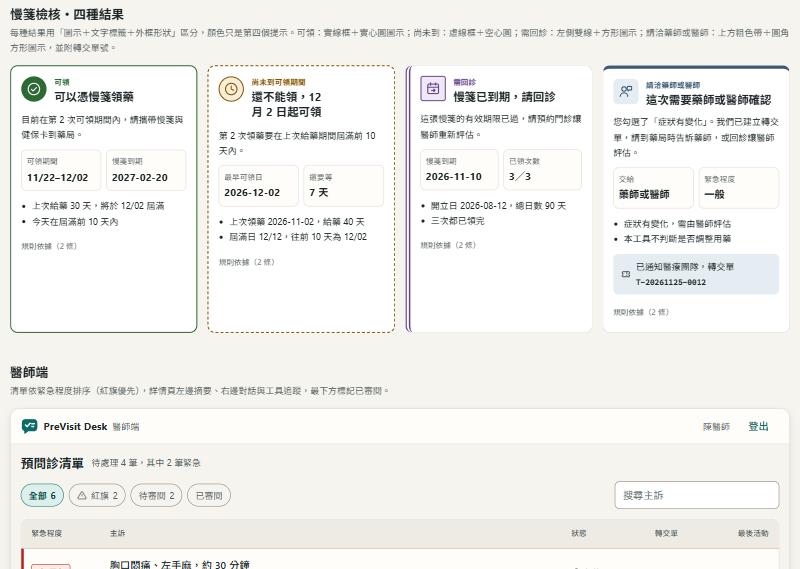 慢箋檢核・四種結果
每種結果用「圖示＋文字標籤＋外框形狀」區分，顏色只是第四個提示。可領：實線框＋實心圓圖示；尚未到：虛線框＋空心圓；需回診：左側雙線＋方形圖示；請洽藥師或醫師：上方粗色帶＋圓角
方形圖示，並附轉交單號。
可領
可以憑慢箋領藥
目前在第 2 次可領期間內，請攜帶慢箋與
健保卡到藥局。
可領期間
11/22–12/02
慢箋到期
2027-02-20
上次給藥 30 天，將於 12/02 屆滿
今天在屆滿前 10 天內
規則依據（2 條）
尚未到可領期間
還不能領，12
月 2 日起可領
第 2 次領藥要在上次給藥期間屆滿前 10
天內。
最早可領日
2026-12-02
還要等
7 天
上次領藥 2026-11-02，給藥 40 天
屆滿日 12/12，往前 10 天為 12/02
規則依據（2 條）
需回診
慢箋已到期，請回診
這張慢箋的有效期限已過，請預約門診讓
醫師重新評估。
慢箋到期
2026-11-10
已領次數
3／3
開立日 2026-08-12，總日數 90 天
三次都已領完
規則依據（2 條）
請洽藥師或醫師
這次需要藥師或醫師確認
您勾選了「症狀有變化」。我們已建立轉交
單，請到藥局時告訴藥師，或回診讓醫師
評估。
交給
藥師或醫師
緊急程度
一般
症狀有變化，需由醫師評估
本工具不判斷是否調整用藥
已通知醫療團隊，轉交單
T-20261125-0012
規則依據（2 條）
醫師端
清單依緊急程度排序（紅旗優先），詳情頁左邊摘要、右邊對話與工具追蹤，最下方標記已審閱。
PreVisit Desk 醫師端
陳醫師
登出
預問診清單 待處理 4 筆，其中 2 筆緊急
全部 6
紅旗 2
待審閱 2
已審閱
搜尋主訴
緊急程度 主訴 狀態 轉交單 最後活動
胸口悶痛、左手麻，約 30 分鐘